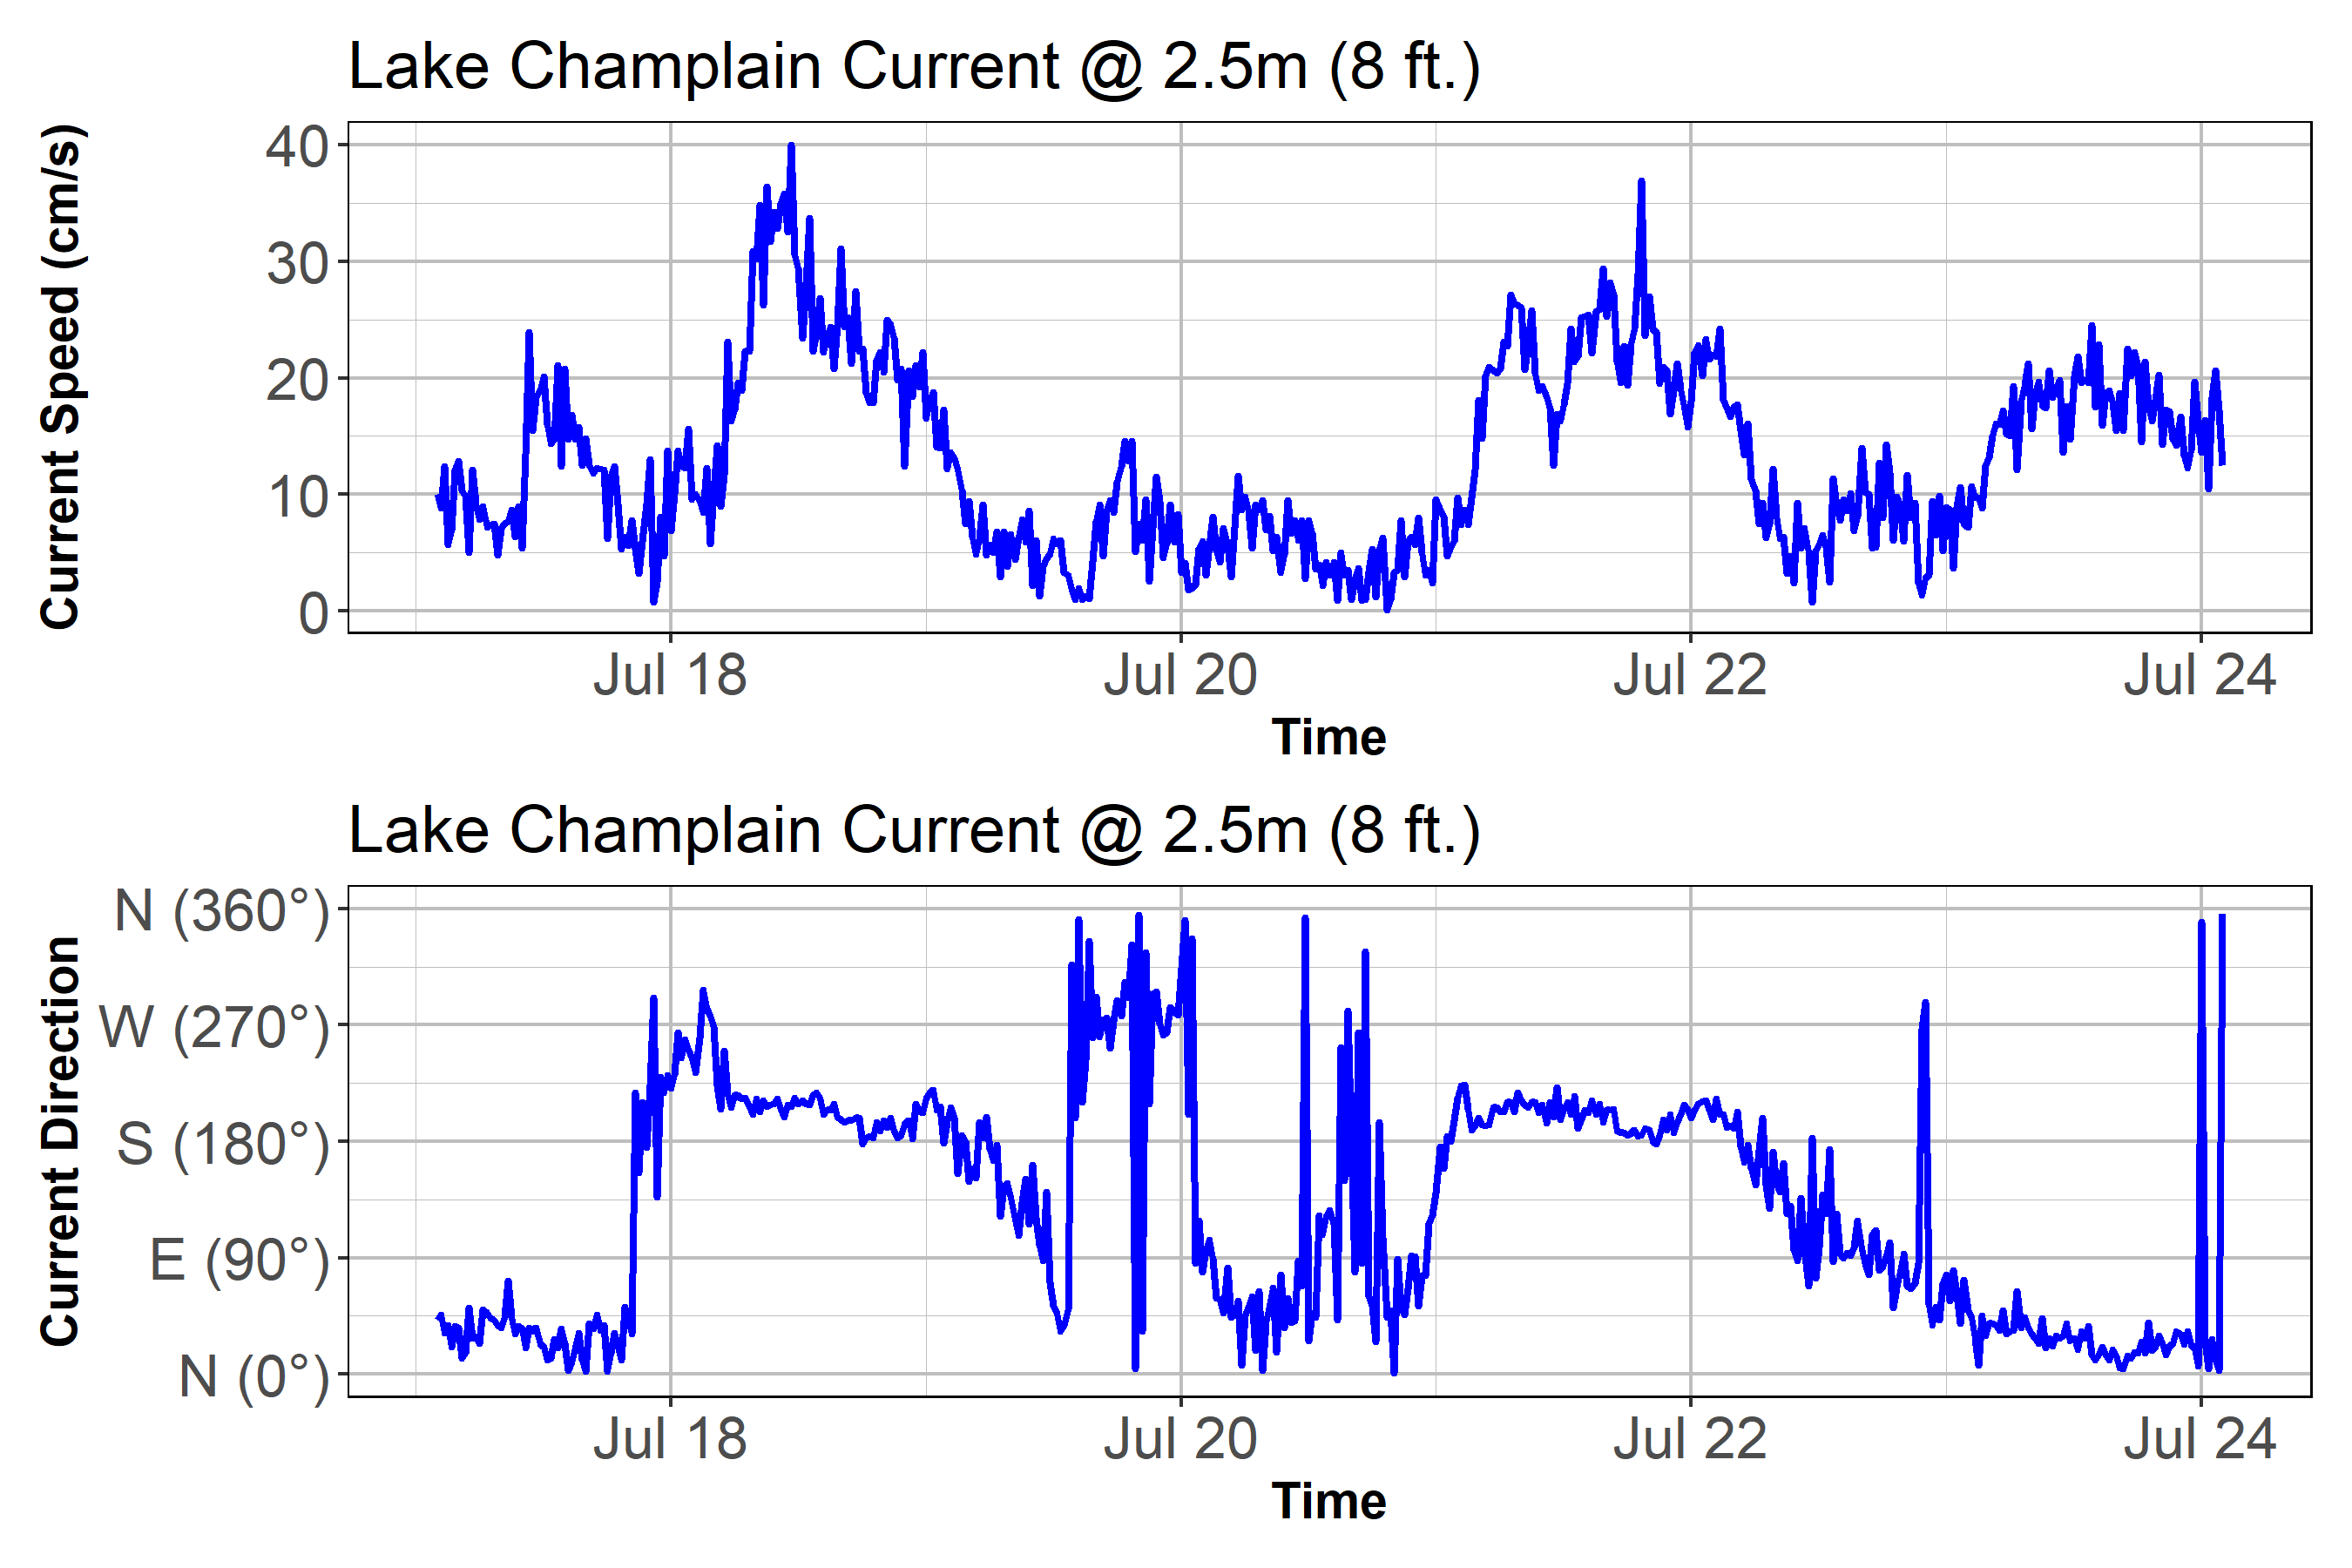 Lake Champlain Current @ 2.5m (8 ft.)
Current Speed (cm/s)
40
30
20
10
0
Jul 18 Jul 20 Jul 22 Jul 24
Time
Lake Champlain Current @ 2.5m (8 ft.)
Current Direction
N (360°)
W (270°)
S (180°)
E (90°)
N (0°)
Jul 18 Jul 20 Jul 22 Jul 24
Time